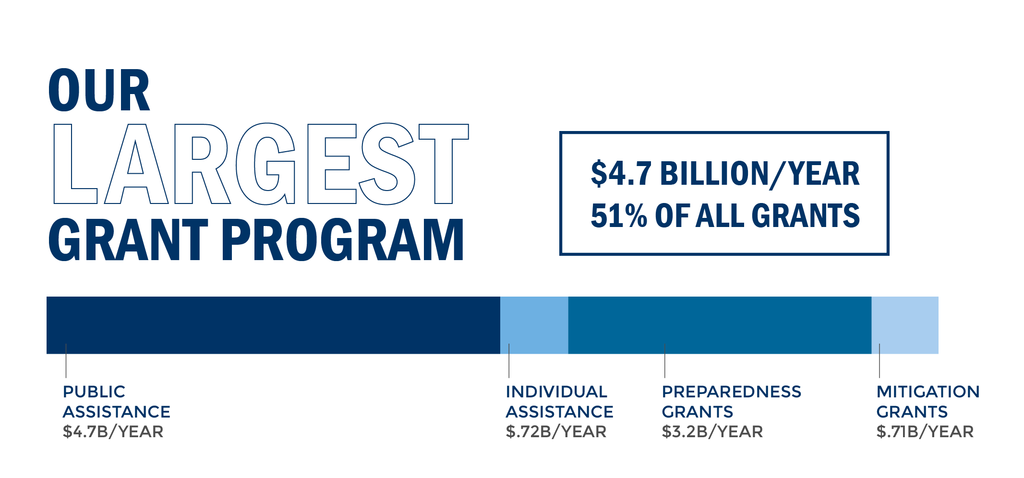 OUR
LARGEST
GRANT PROGRAM
$4.7 BILLION/YEAR
51% OF ALL GRANTS
PUBLIC
ASSISTANCE
$4.7B/YEAR
INDIVIDUAL
ASSISTANCE
$.72B/YEAR
PREPAREDNESS
GRANTS
$3.2B/YEAR
MITIGATION
GRANTS
$.71B/YEAR